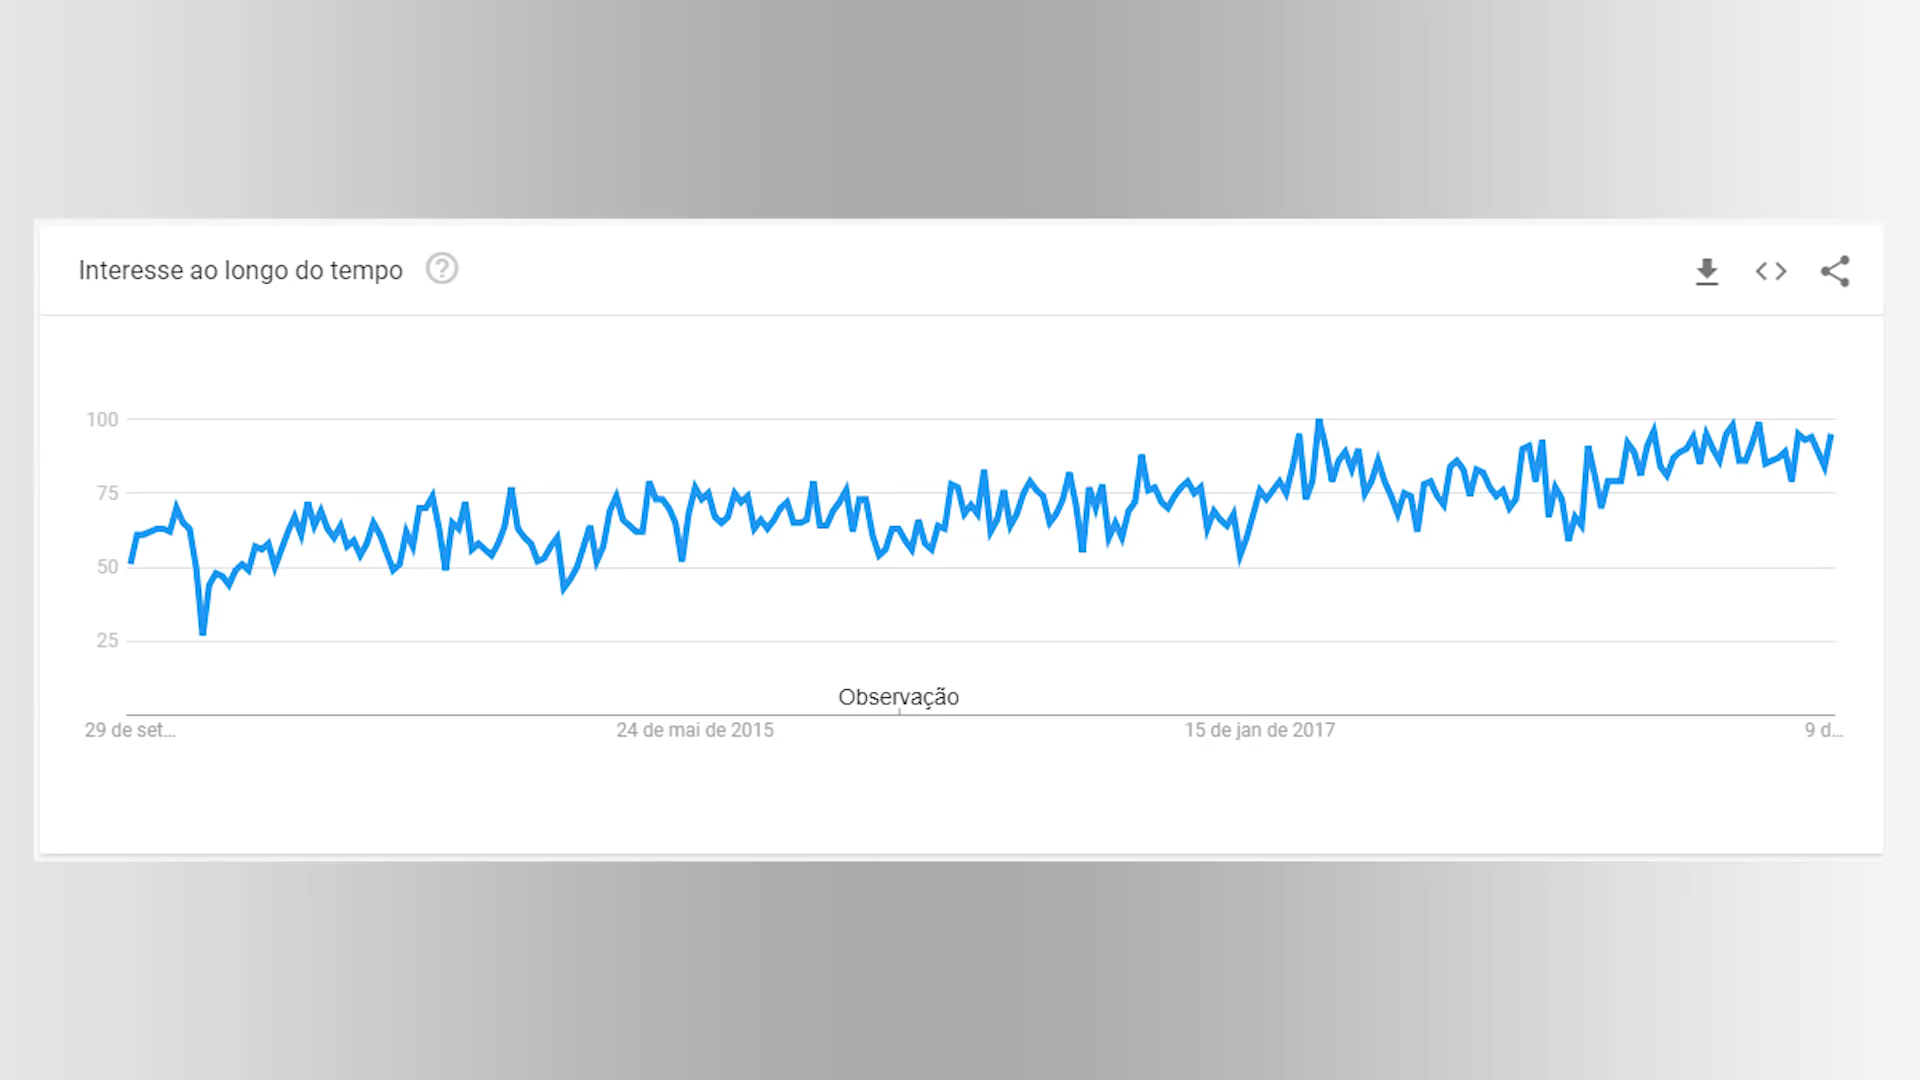 Interesse ao longo do tempo
100
75
50
25
Observação
29 de set...
24 de mai de 2015
15 de jan de 2017
9 d...